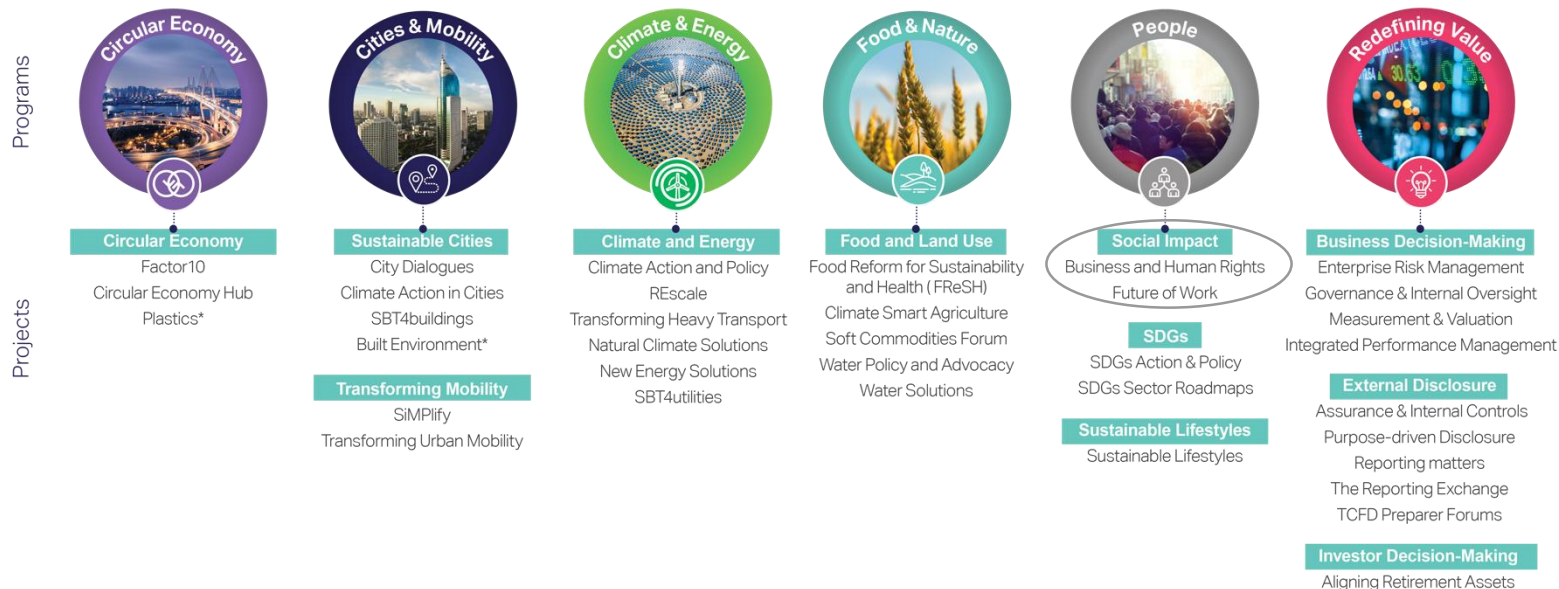 Programs
Projects
Circular Economy
Circular Economy
Factor10
Circular Economy Hub
Plastics*
Cities & Mobility
Sustainable Cities
City Dialogues
Climate Action in Cities
SBT4buildings
Built Environment*
Transforming Mobility
SiMPlify
Transforming Urban Mobility
Climate & Energy
Climate and Energy
Climate Action and Policy
REscale
Transforming Heavy Transport
Natural Climate Solutions
New Energy Solutions
SBT4utilities
Food & Nature
Food and Land Use
Food Reform for Sustainability
and Health ( FReSH)
Climate Smart Agriculture
Soft Commodities Forum
Water Policy and Advocacy
Water Solutions
People
Social Impact
Business and Human Rights
Future of Work
SDGs
SDGs Action & Policy
SDGs Sector Roadmaps
Sustainable Lifestyles
Sustainable Lifestyles
Redefining Value
30.63
Business Decision-Making
Enterprise Risk Management
Governance & Internal Oversight
Measurement & Valuation
Integrated Performance Management
External Disclosure
Assurance & Internal Controls
Purpose-driven Disclosure
Reporting matters
The Reporting Exchange
TCFD Preparer Forums
Investor Decision-Making
Aligning Retirement Assets